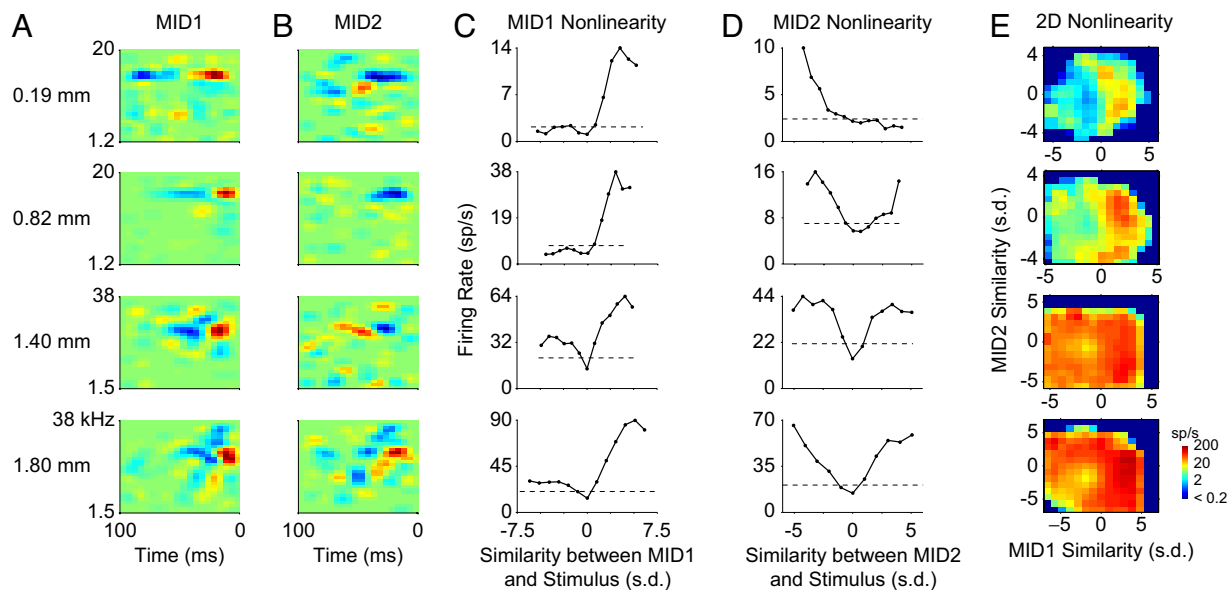 A MID1
B MID2
C MID1 Nonlinearity
D MID2 Nonlinearity
E 2D Nonlinearity
0.19 mm
20
1.2
14
7
0
10
5
2
0
4
0
-4
-5 0 5
0.82 mm
20
1.2
38
19
0
16
8
0
4
0
-4
-5 0 5
1.40 mm
38
1.5
64
32
0
44
22
0
5
0
-5
-5 0 5
1.80 mm
38 kHz
1.5
90
45
0
70
35
0
5
0
-5
-5 0 5
Firing Rate (sp/s)
MID2 Similarity (s.d.)
sp/s
200
20
2
< 0.2
100 0
Time (ms)
100 0
Time (ms)
-7.5 0 7.5
Similarity between MID1
and Stimulus (s.d.)
-5 0 5
Similarity between MID2
and Stimulus (s.d.)
MID1 Similarity (s.d.)